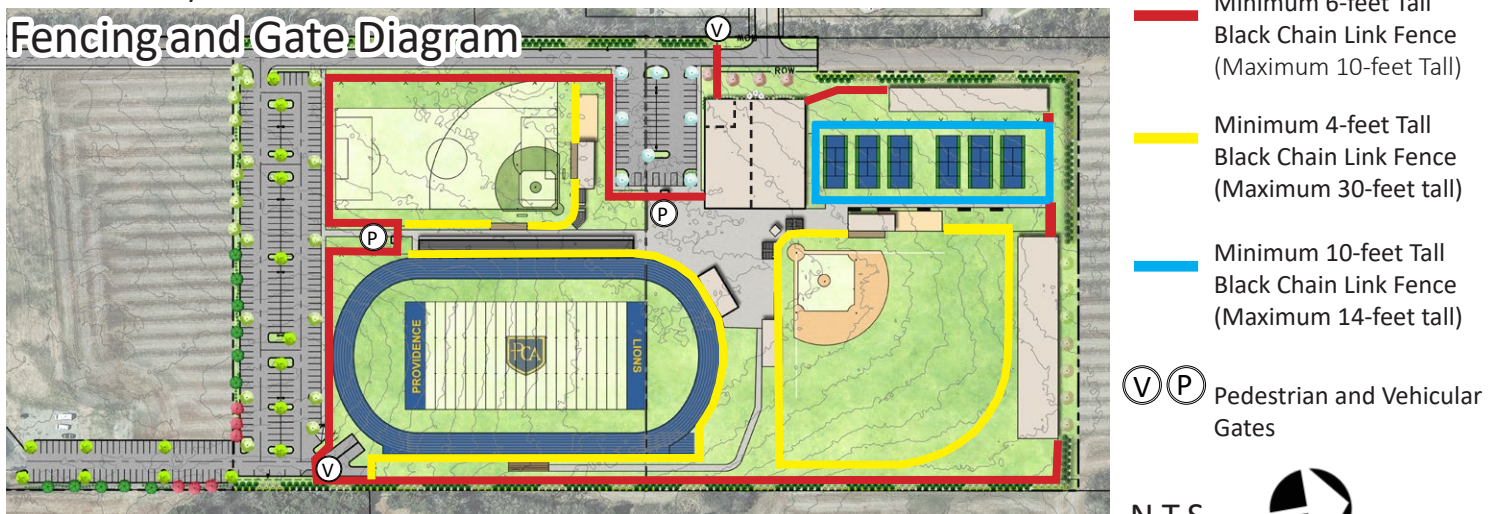 Fencing and Gate Diagram
V
ROW
P
P
PROVIDENCE
PCA
LIONS
V
Minimum 6-feet Tall
Black Chain Link Fence
(Maximum 10-feet Tall)
Minimum 4-feet Tall
Black Chain Link Fence
(Maximum 30-feet tall)
Minimum 10-feet Tall
Black Chain Link Fence
(Maximum 14-feet tall)
V P Pedestrian and Vehicular
Gates
N.T.S.